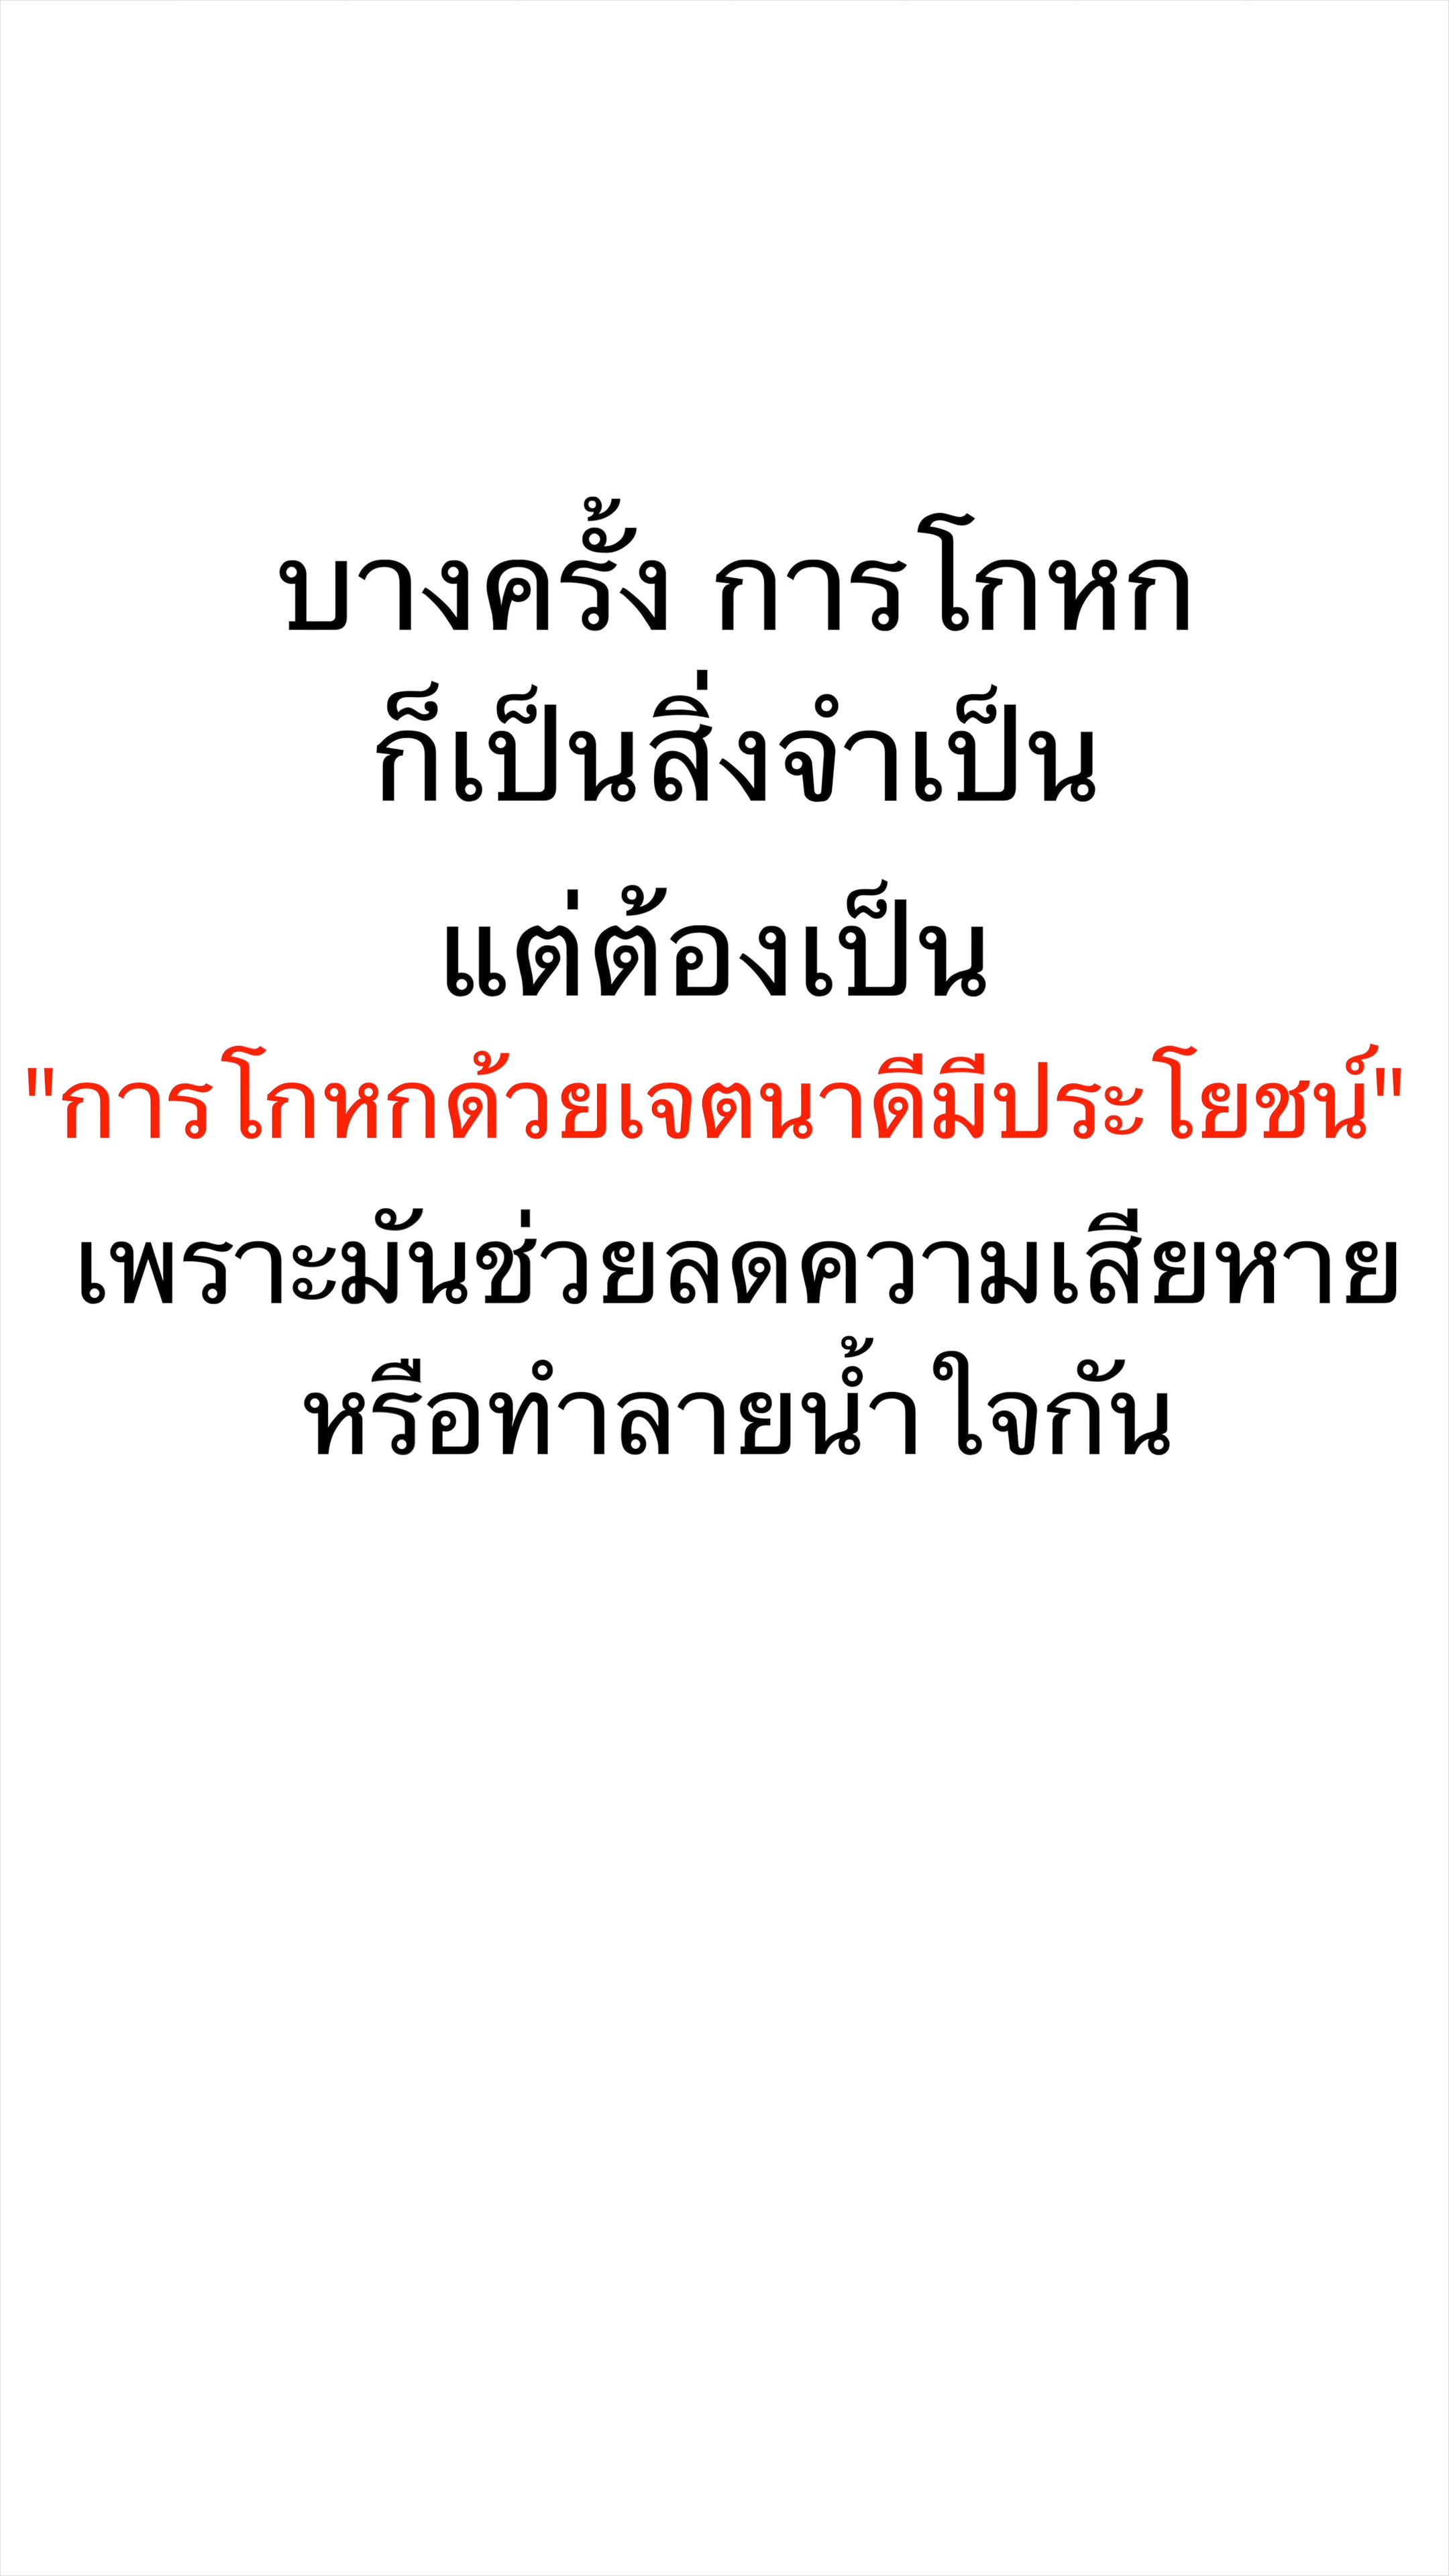 บางครั้ง การโกหก
ก็เป็นสิ่งจำเป็น
แต่ต้องเป็น
"การโกหกด้วยเจตนาดีมีประโยชน์"
เพราะมันช่วยลดความเสียหาย
หรือทำลายน้ำใจกัน